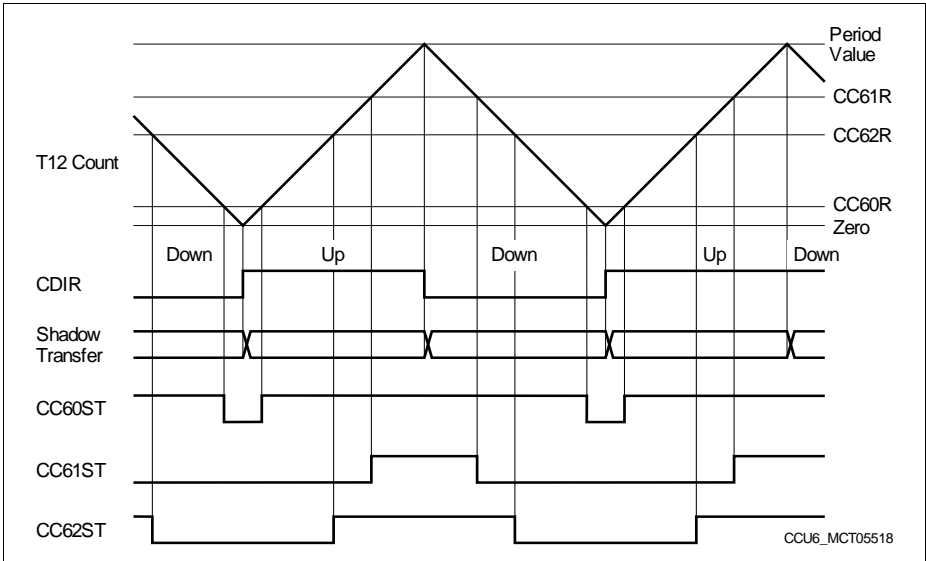 Period
Value
CC61R
CC62R
T12 Count
CC60R
Zero
Down Up Down Up Down
CDIR
Shadow
Transfer
CC60ST
CC61ST
CC62ST
CCU6_MCT05518